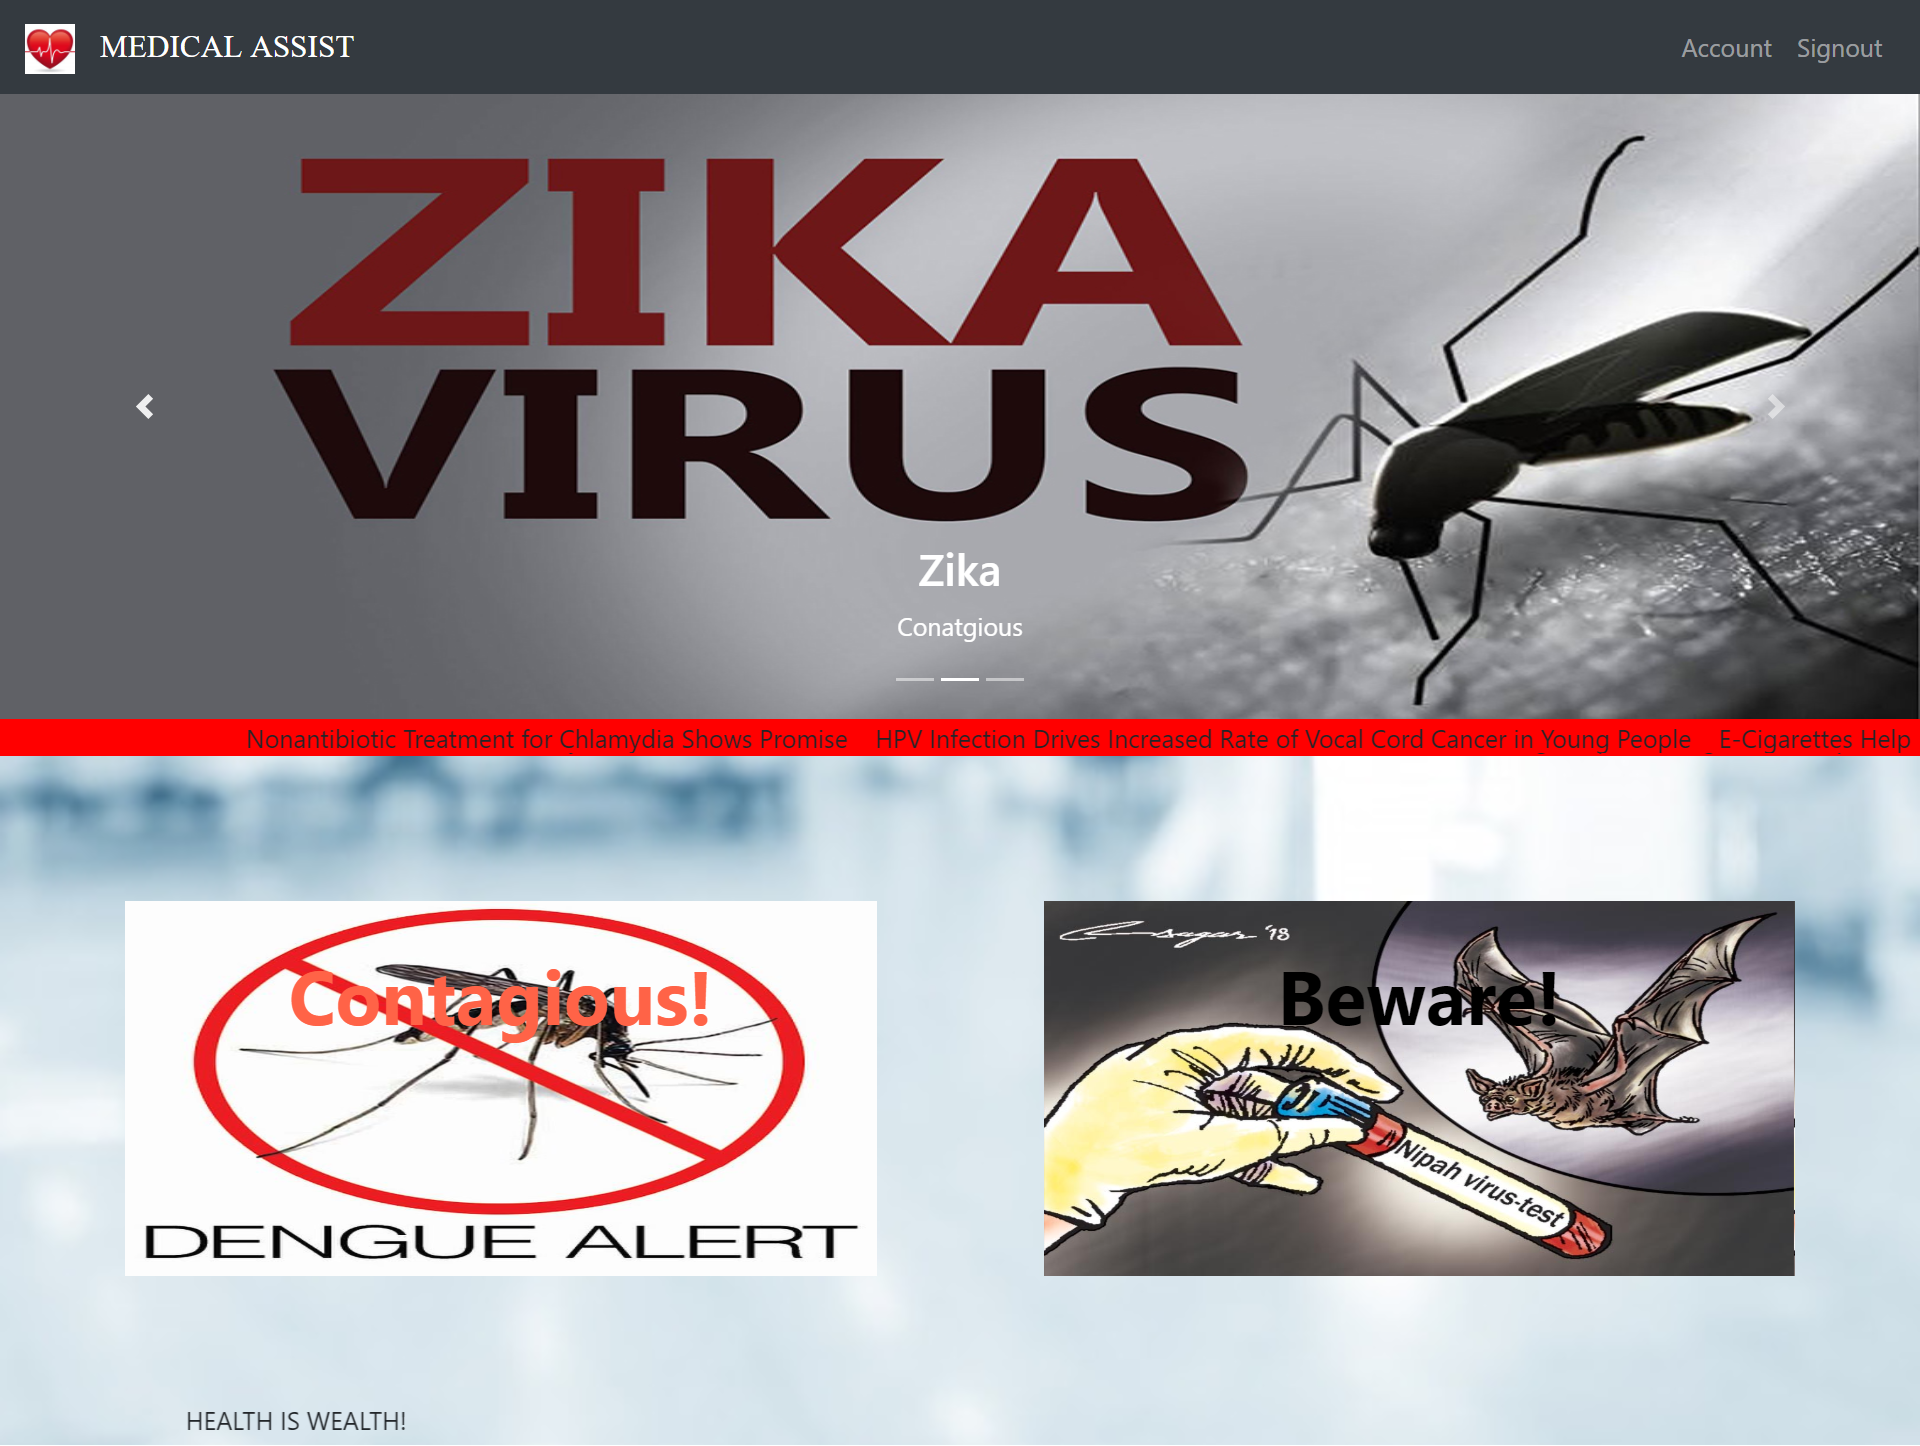 MEDICAL ASSIST
Account
Signout
ZIKA
VIRUS
Zika
Conatgious
Nonantibiotic Treatment for Chlamydia Shows Promise HPV Infection Drives Increased Rate of Vocal Cord Cancer in Young People E-Cigarettes Help
Contagious!
DENGUE ALERT
sagar '18
Beware!
Nipah virus-test
HEALTH IS WEALTH!